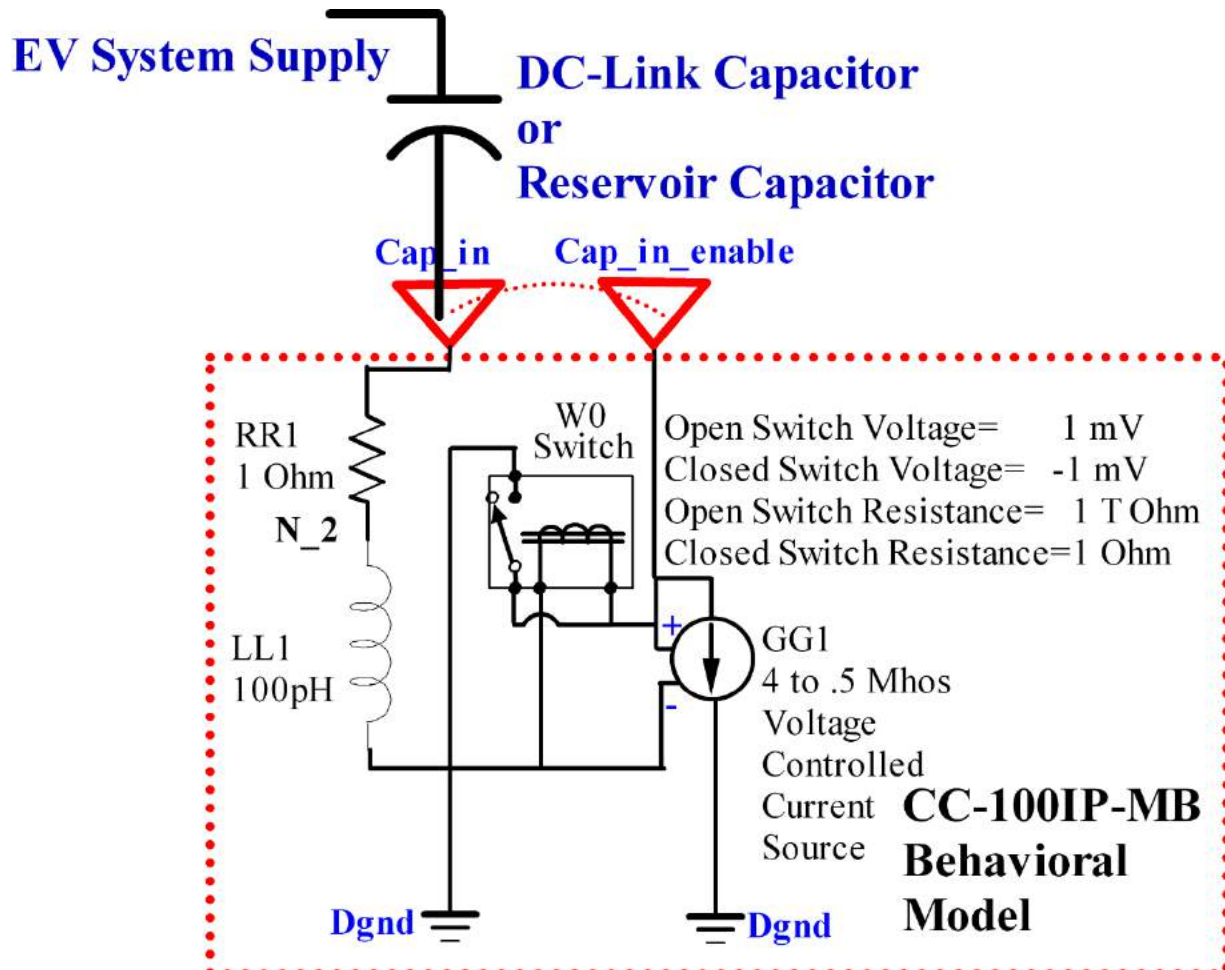 EV System Supply
DC-Link Capacitor
or
Reservoir Capacitor
Cap_in
Cap_in_enable
RR1
1 Ohm
N_2
LL1
100pH
W0
Switch
Open Switch Voltage= 1 mV
Closed Switch Voltage= -1 mV
Open Switch Resistance= 1 T Ohm
Closed Switch Resistance=1 Ohm
+
-
GG1
4 to .5 Mhos
Voltage
Controlled
Current
Source
CC-100IP-MB
Behavioral
Model
Dgnd
Dgnd